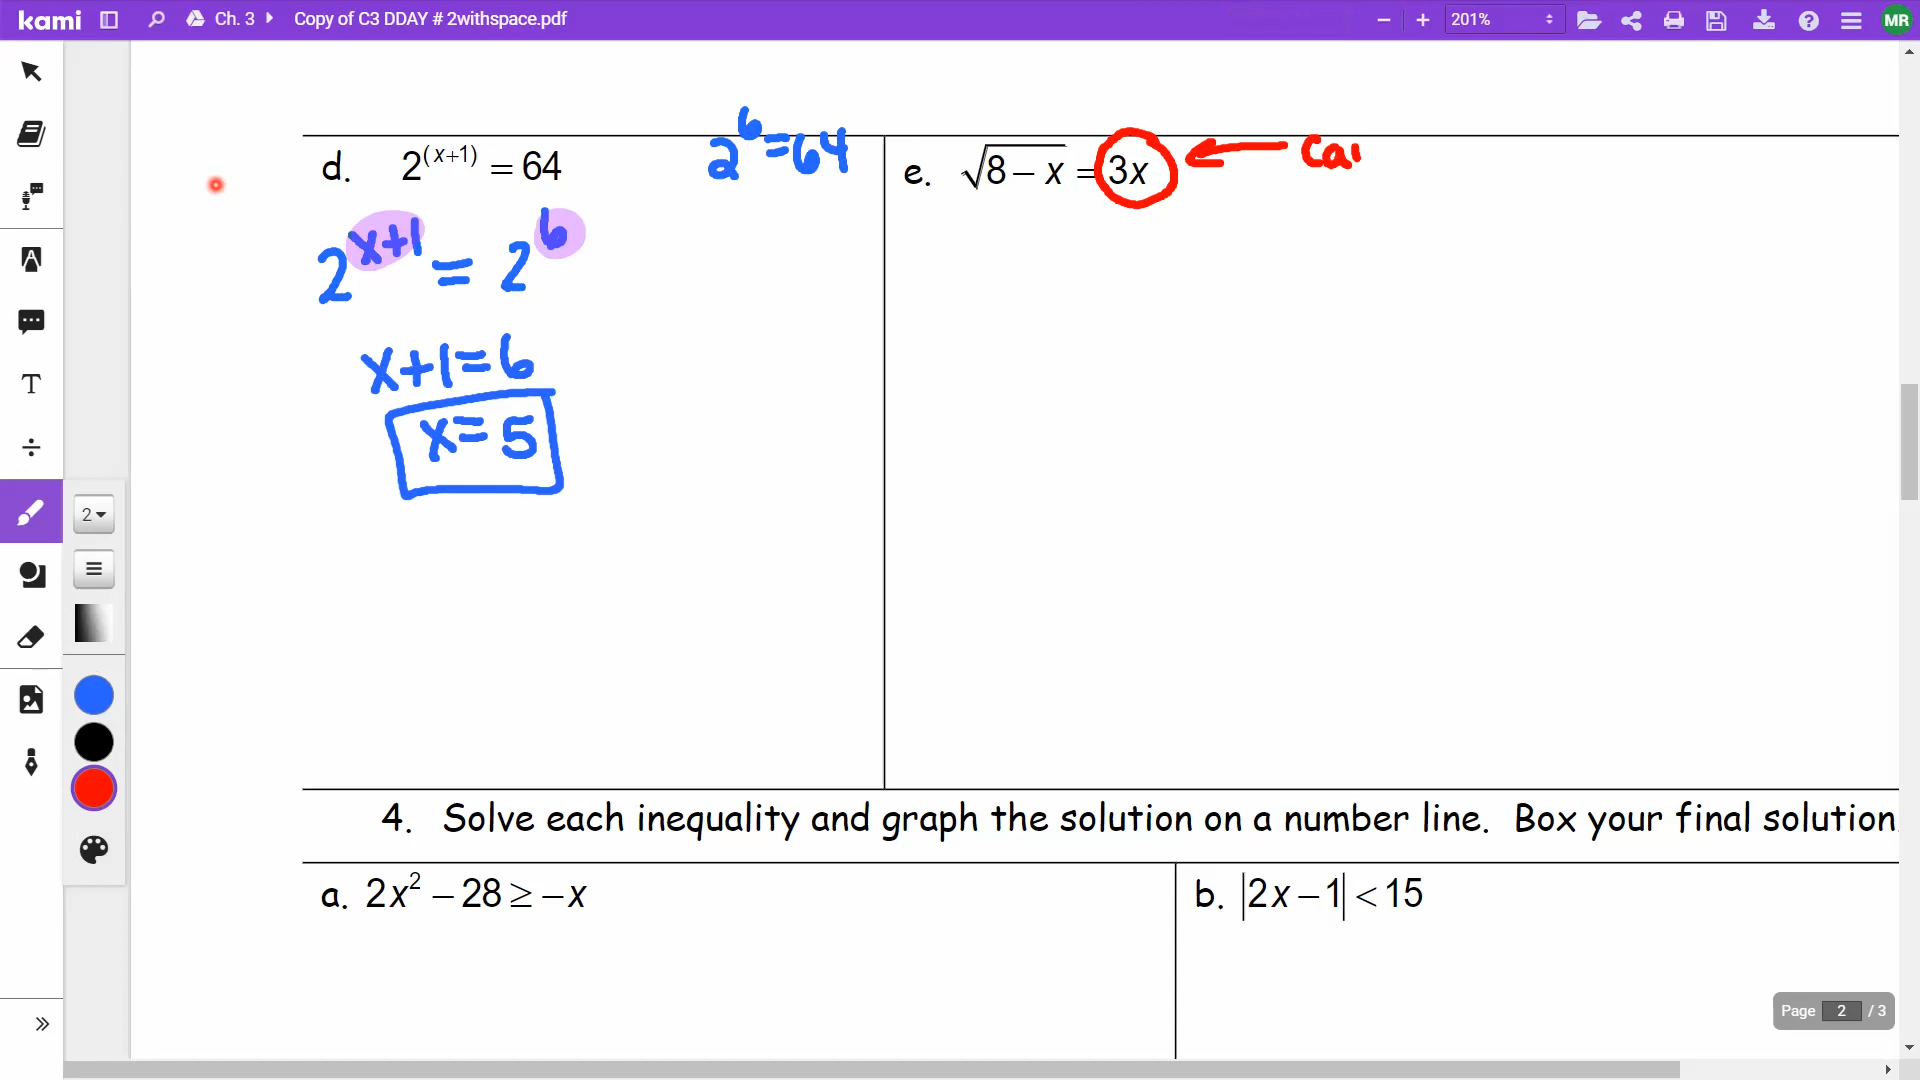 kami Ch. 3 Copy of C3 DDAY # 2withspace.pdf 201% MR
d. 2^(x+1) = 64
2^6=64
e. √8 − x = 3x
2^x+1 = 2^6
x+1=6
x=5
2
4. Solve each inequality and graph the solution on a number line. Box your final solution
a. 2x² − 28 ≥ −x
b. |2x − 1| < 15
Page 2 / 3